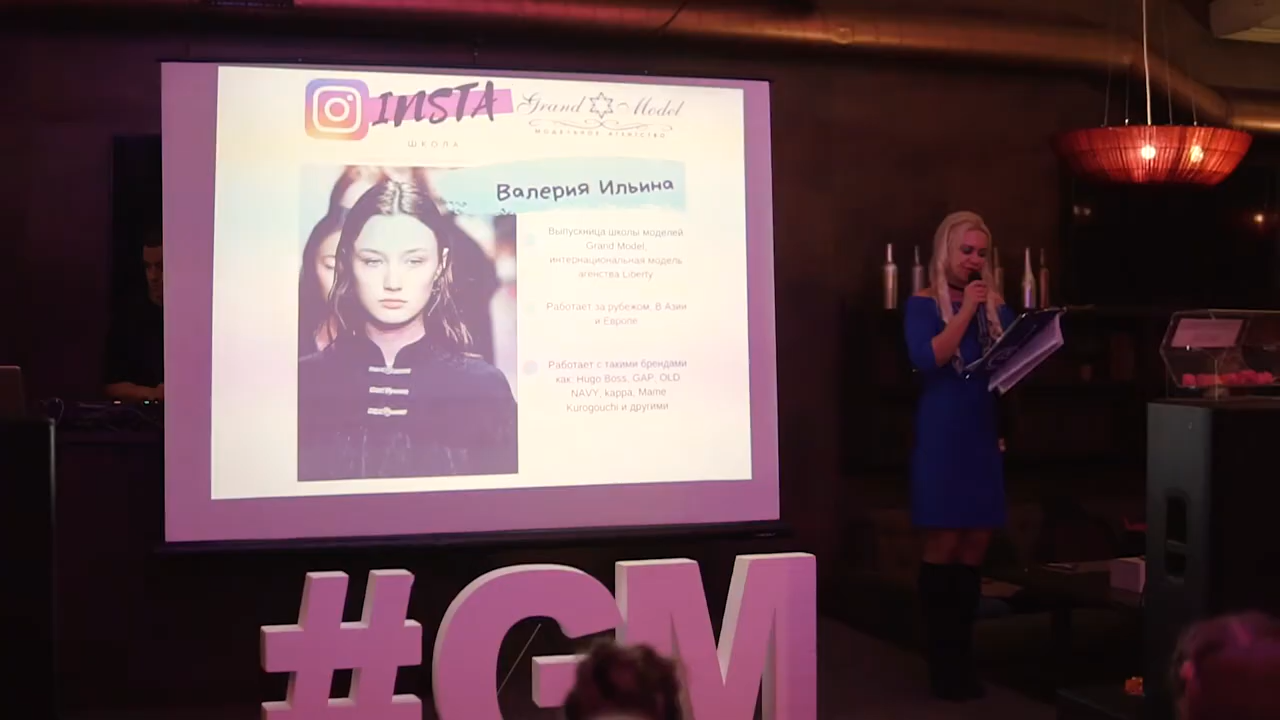 INSTA
ШКОЛА
Grand Model
МОДЕЛЬНОЕ АГЕНТСТВО
Валерия Ильина
Выпускница школы моделей
Grand Model,
интернациональная модель
агенства Liberty
Работает за рубежом, В Азии
и Европе
Работает с такими брендами
как: Hugo Boss, GAP, OLD
NAVY, kappa, Mame
Kurogouchi и другими
#GM